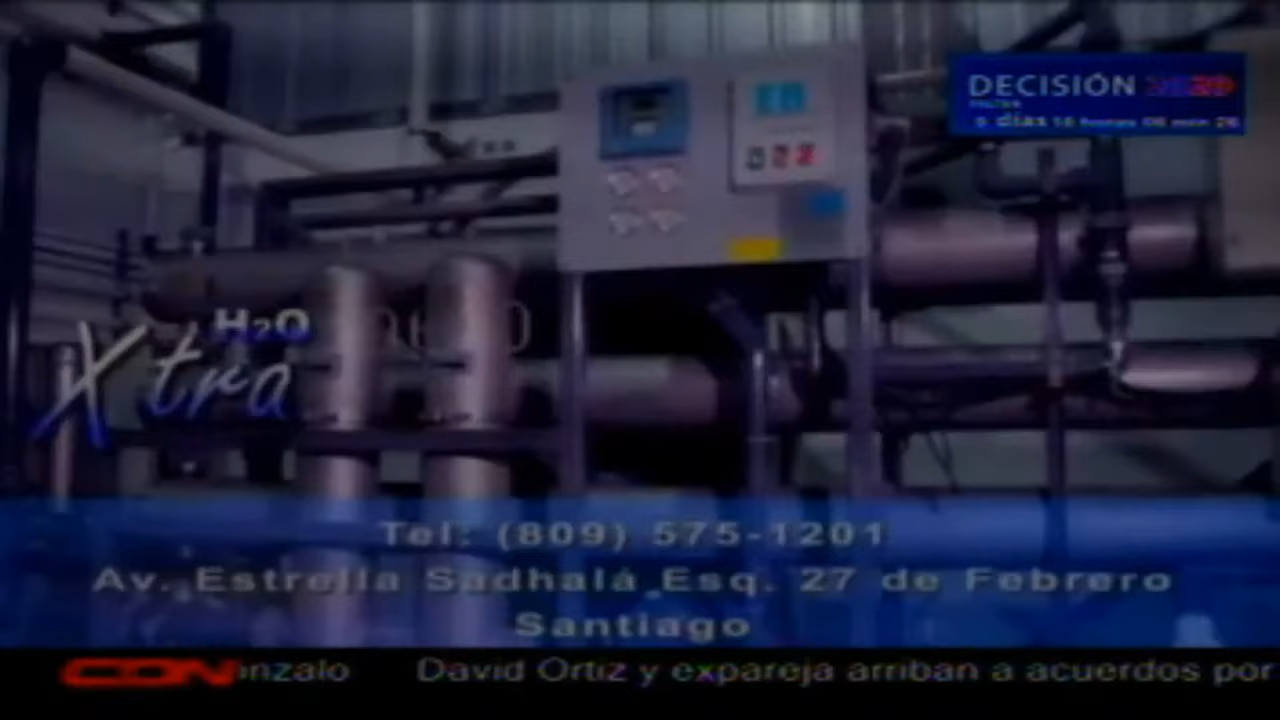 DECISIÓN
días
H2O
Xtra
Tel: (809) 575-1201
Av. Estrella Sadhalá Esq. 27 de Febrero
Santiago
CDN onzalo David Ortiz y expareja arriban a acuerdos por